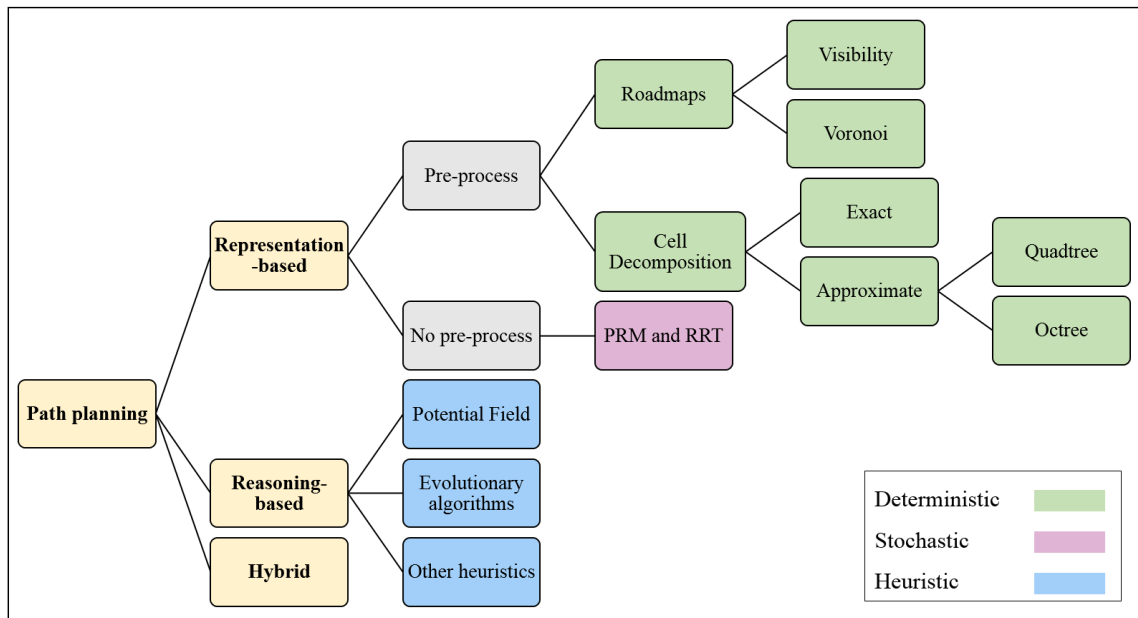 Visibility
Roadmaps
Voronoi
Pre-process
Exact
Representation
-based
Cell
Decomposition
Quadtree
Approximate
Octree
No pre-process
PRM and RRT
Path planning
Potential Field
Reasoning-
based
Evolutionary
algorithms
Hybrid
Other heuristics
Deterministic
Stochastic
Heuristic